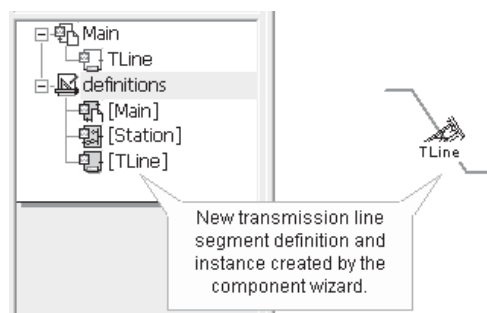 Main
TLine
definitions
[Main]
[Station]
[TLine]
TLine
New transmission line
segment definition and
instance created by the
component wizard.